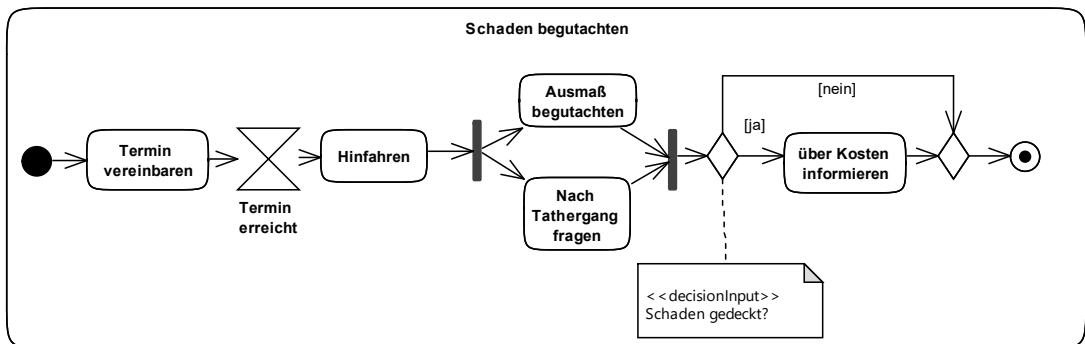 Schaden begutachten
Termin
vereinbaren
Termin
erreicht
Hinfahren
Ausmaß
begutachten
Nach
Tathergang
fragen
[nein]
[ja]
über Kosten
informieren
<<decisionInput>>
Schaden gedeckt?